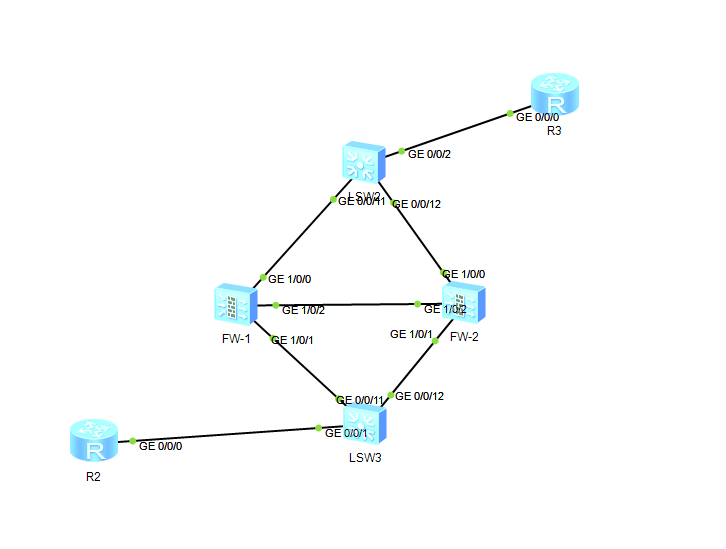 R
GE 0/0/0
R3
GE 0/0/2
LSW2
GE 0/0/11
GE 0/0/12
GE 1/0/0
GE 1/0/0
GE 1/0/2
GE 1/0/2
FW-1
GE 1/0/1
GE 1/0/1
FW-2
GE 0/0/11
GE 0/0/12
GE 0/0/1
R
GE 0/0/0
LSW3
R2